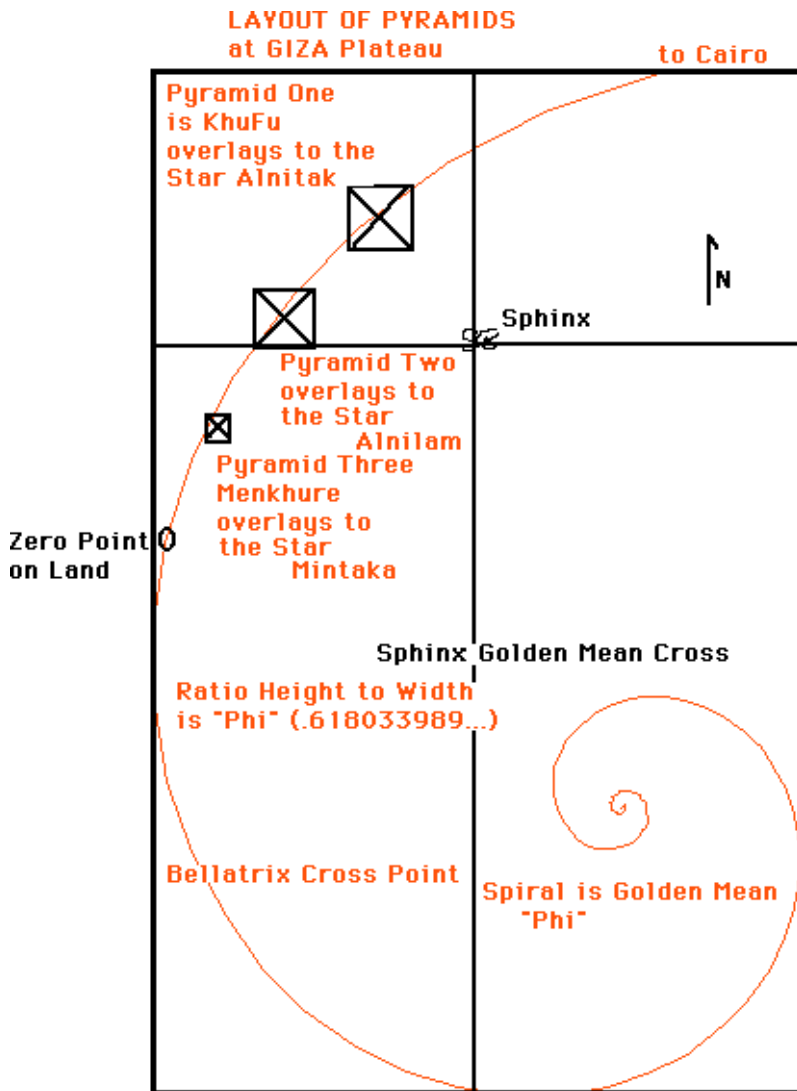 LAYOUT OF PYRAMIDS
at GIZA Plateau
to Cairo
Pyramid One
is KhuFu
overlays to the
Star Alnitak
N
Sphinx
Pyramid Two
overlays to
the Star
Alnilam
Pyramid Three
Menkhure
overlays to
the Star
Mintaka
Zero Point
on Land
Sphinx Golden Mean Cross
Ratio Height to Width
is "Phi" (.618033989...)
Bellatrix Cross Point
Spiral is Golden Mean
"Phi"